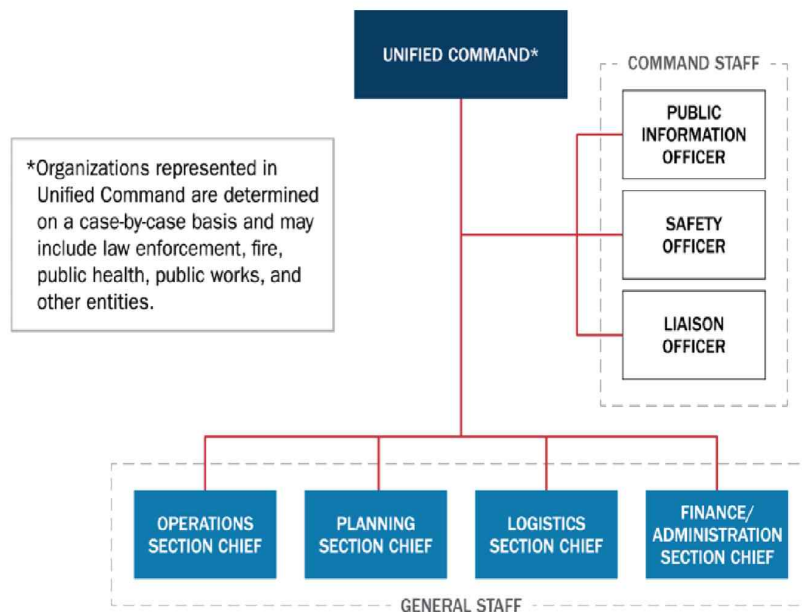 UNIFIED COMMAND*
COMMAND STAFF
PUBLIC
INFORMATION
OFFICER
*Organizations represented in
Unified Command are determined
on a case-by-case basis and may
include law enforcement, fire,
public health, public works, and
other entities.
SAFETY
OFFICER
LIAISON
OFFICER
OPERATIONS
SECTION CHIEF
PLANNING
SECTION CHIEF
LOGISTICS
SECTION CHIEF
FINANCE/
ADMINISTRATION
SECTION CHIEF
GENERAL STAFF